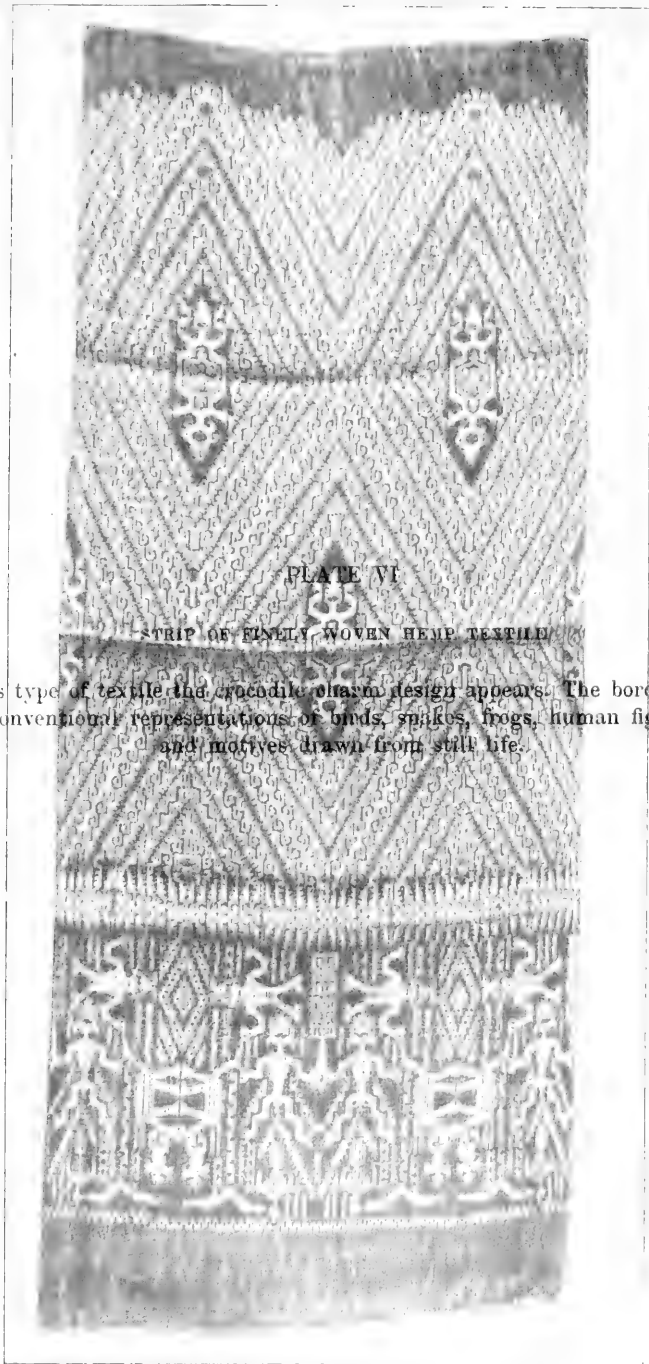 PLATE VI
STRIP OF FINELY WOVEN HEMP TEXTILE
s type of textile the crocodile charm design appears. The bor
onventional representations of birds, snakes, frogs, human fig
and motives drawn from still life.